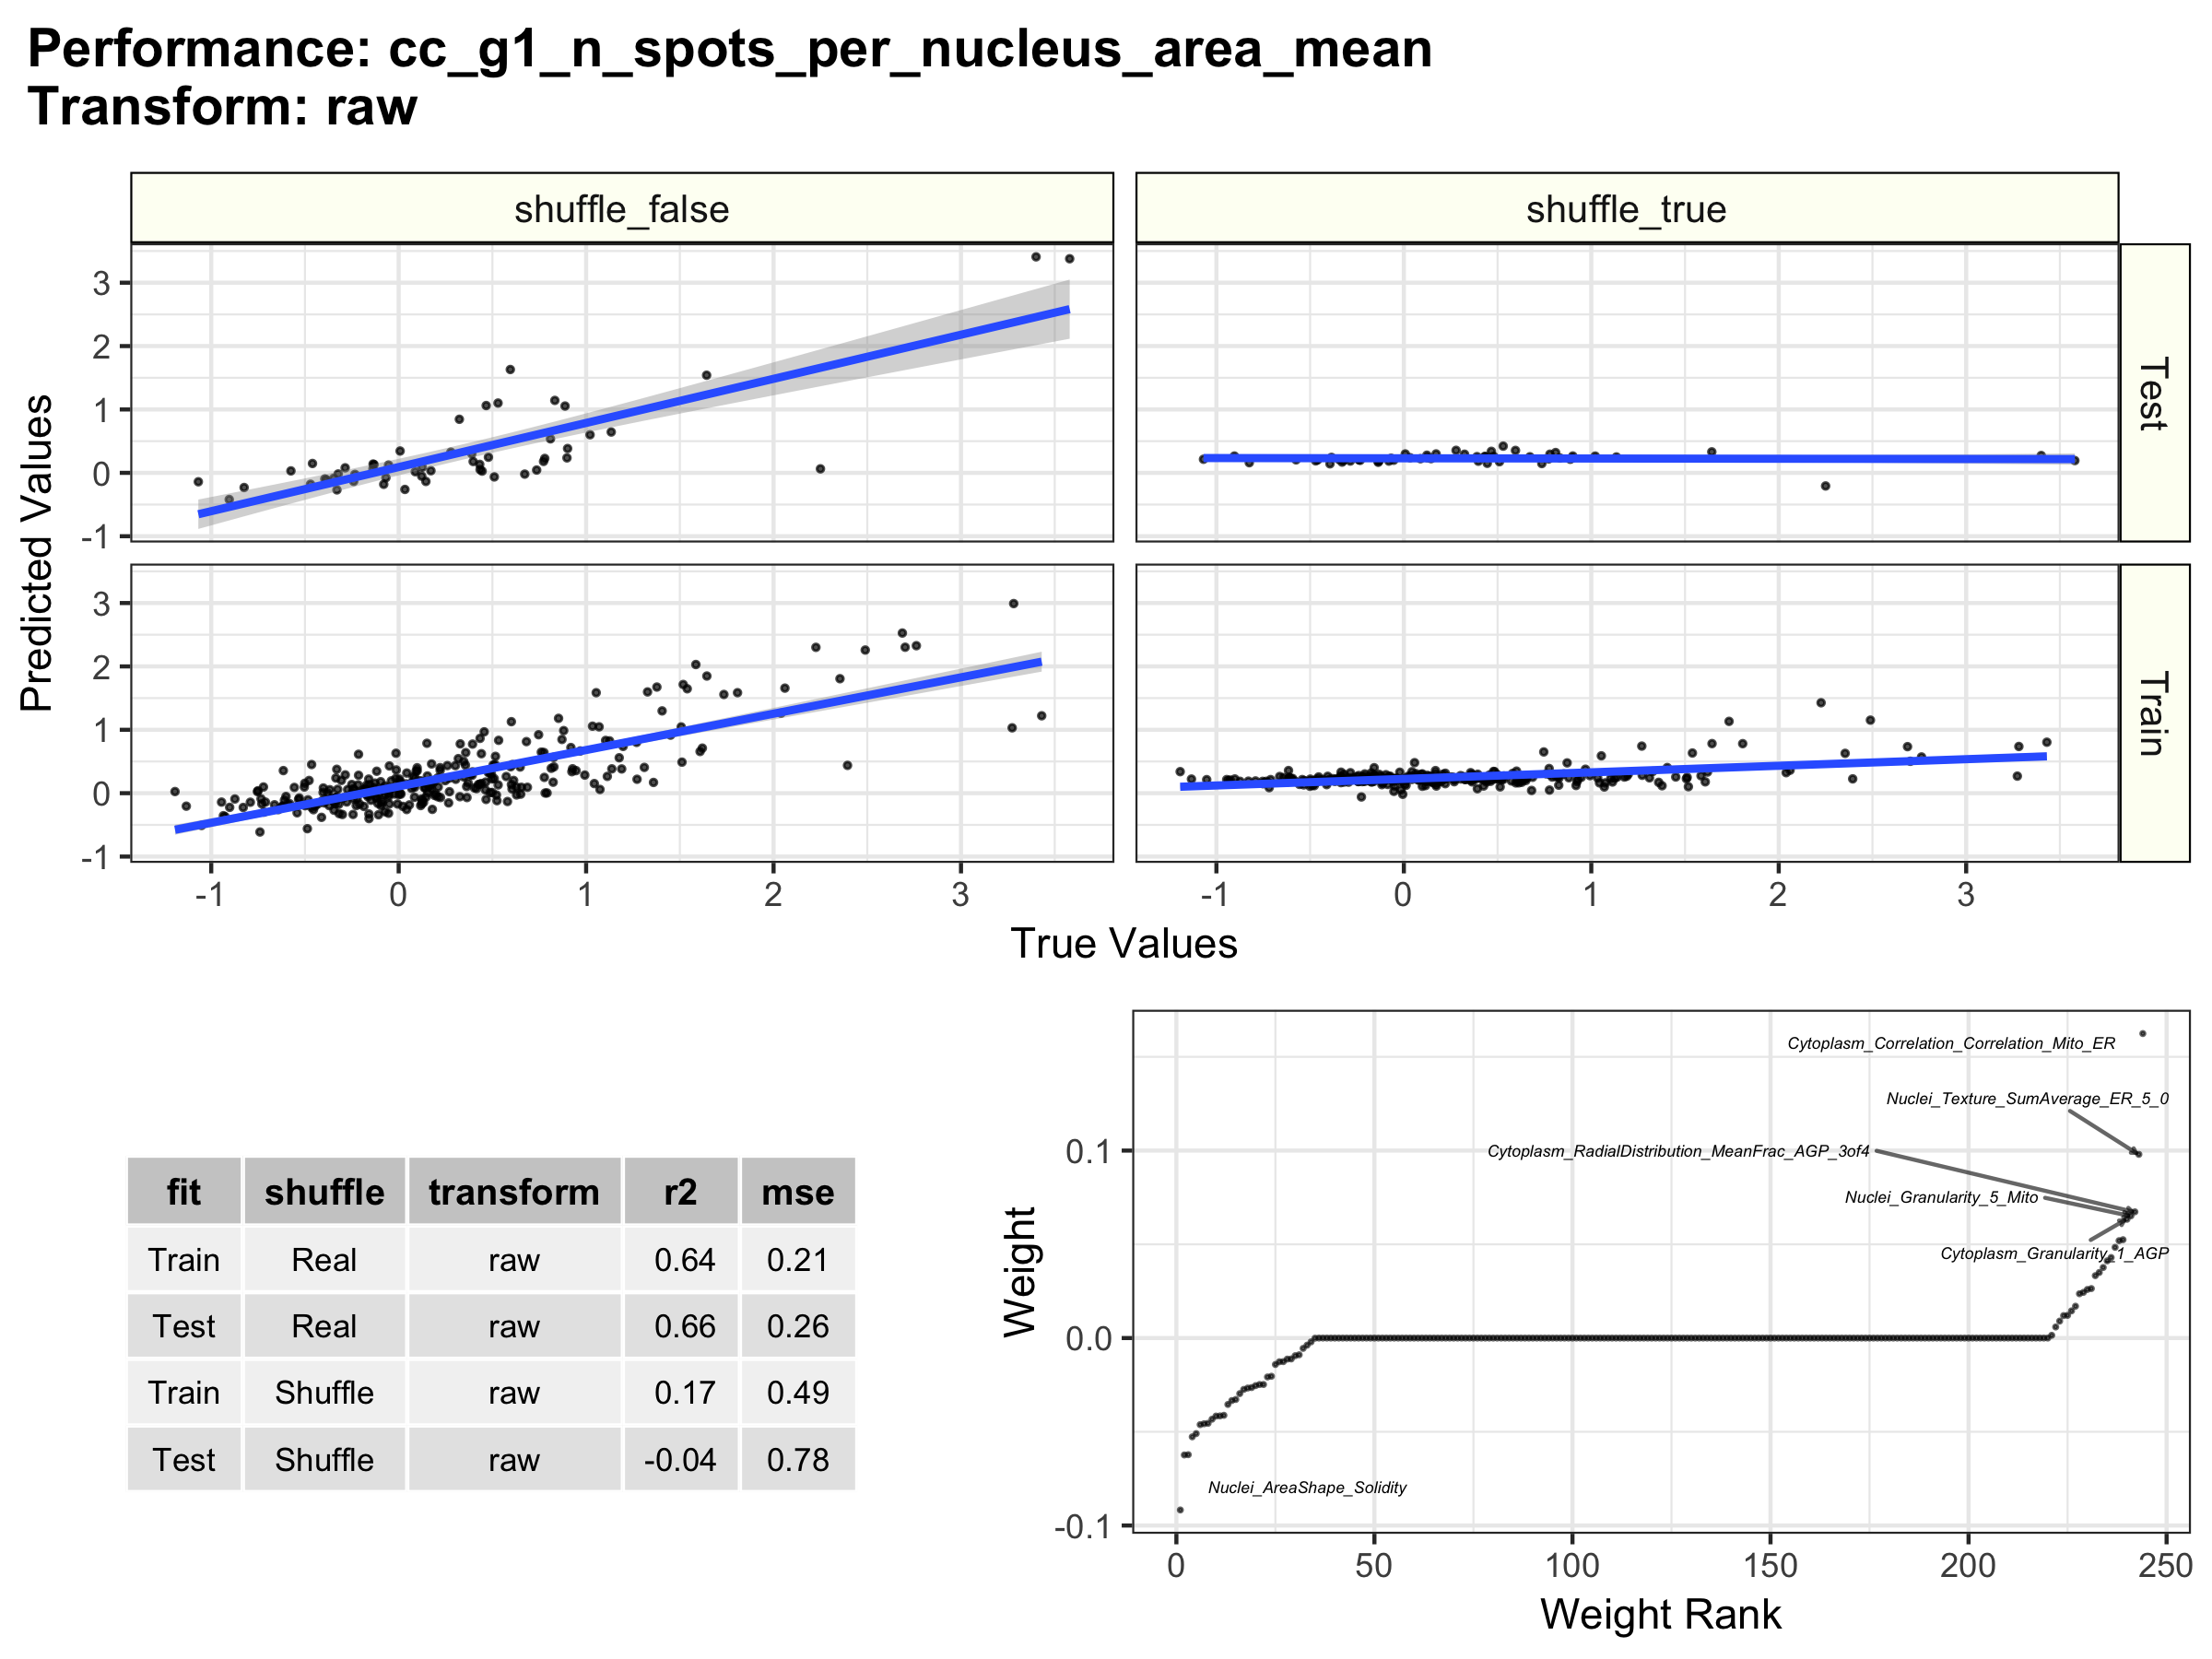 Performance: cc_g1_n_spots_per_nucleus_area_mean
Transform: raw
shuffle_false
shuffle_true
Predicted Values
3
2
1
0
-1
Test
3
2
1
0
-1
Train
-1
0
1
2
3
-1
0
1
2
3
True Values
fit shuffle transform r2 mse
Train Real raw 0.64 0.21
Test Real raw 0.66 0.26
Train Shuffle raw 0.17 0.49
Test Shuffle raw -0.04 0.78
Weight
0.1
0.0
-0.1
Cytoplasm_Correlation_Correlation_Mito_ER
Nuclei_Texture_SumAverage_ER_5_0
Cytoplasm_RadialDistribution_MeanFrac_AGP_3of4
Nuclei_Granularity_5_Mito
Cytoplasm_Granularity_1_AGP
Nuclei_AreaShape_Solidity
0
50
100
150
200
250
Weight Rank